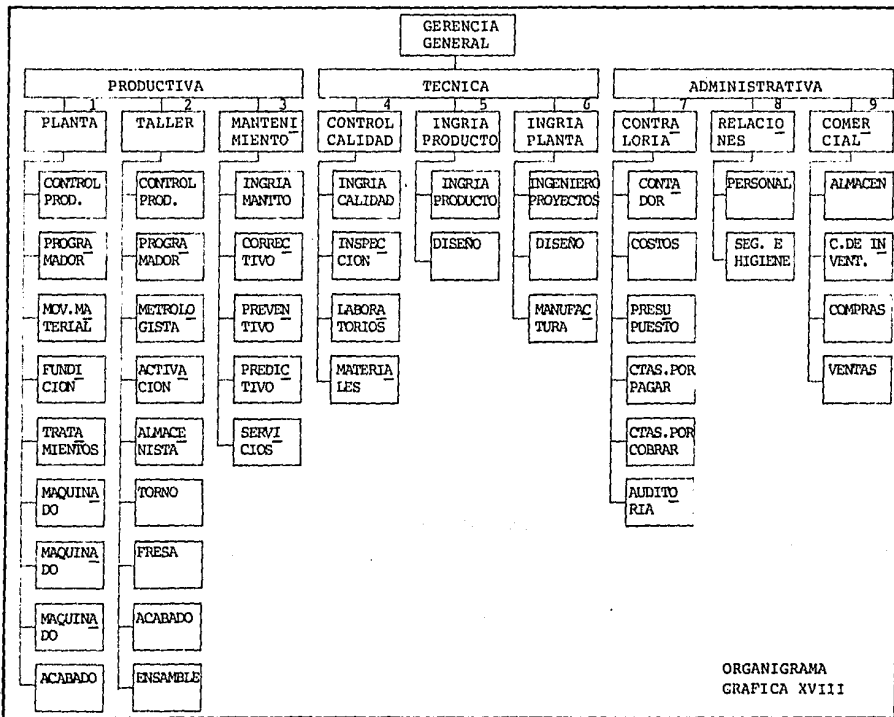 GERENCIA
GENERAL
PRODUCTIVA
TECNICA
ADMINISTRATIVA
1
PLANTA
2
TALLER
3
MANTENI
MIENTO
4
CONTROL
CALIDAD
5
INGRIA
PRODUCTO
6
INGRIA
PLANTA
7
CONTRA
LORIA
8
RELACIO
NES
9
COMER
CIAL
CONTROL
PROD.
PROGRA
MADOR
MOV.MA
TERIAL
FUNDI
CION
TRATA
MIENTOS
MAQUINA
DO
MAQUINA
DO
MAQUINA
DO
ACABADO
CONTROL
PROD.
PROGRA
MADOR
METROLO
GISTA
ACTIVA
CION
ALMACE
NISTA
TORNO
FRESA
ACABADO
ENSAMBLE
INGRIA
MANTTO
CORREC
TIVO
PREVEN
TIVO
PREDIC
TIVO
SERVI
CIOS
INGRIA
CALIDAD
INSPEC
CION
LABORA
TORIOS
MATERIA
LES
INGRIA
PRODUCTO
DISEÑO
INGENIERO
PROYECTOS
DISEÑO
MANUFAC
TURA
CONTA
DOR
COSTOS
PRESU
PUESTO
CTAS.POR
PAGAR
CTAS.POR
COBRAR
AUDITO
RIA
PERSONAL
SEG. E
HIGIENE
ALMACEN
C.DE IN
VENT.
COMPRAS
VENTAS
ORGANIGRAMA
GRAFICA XVIII